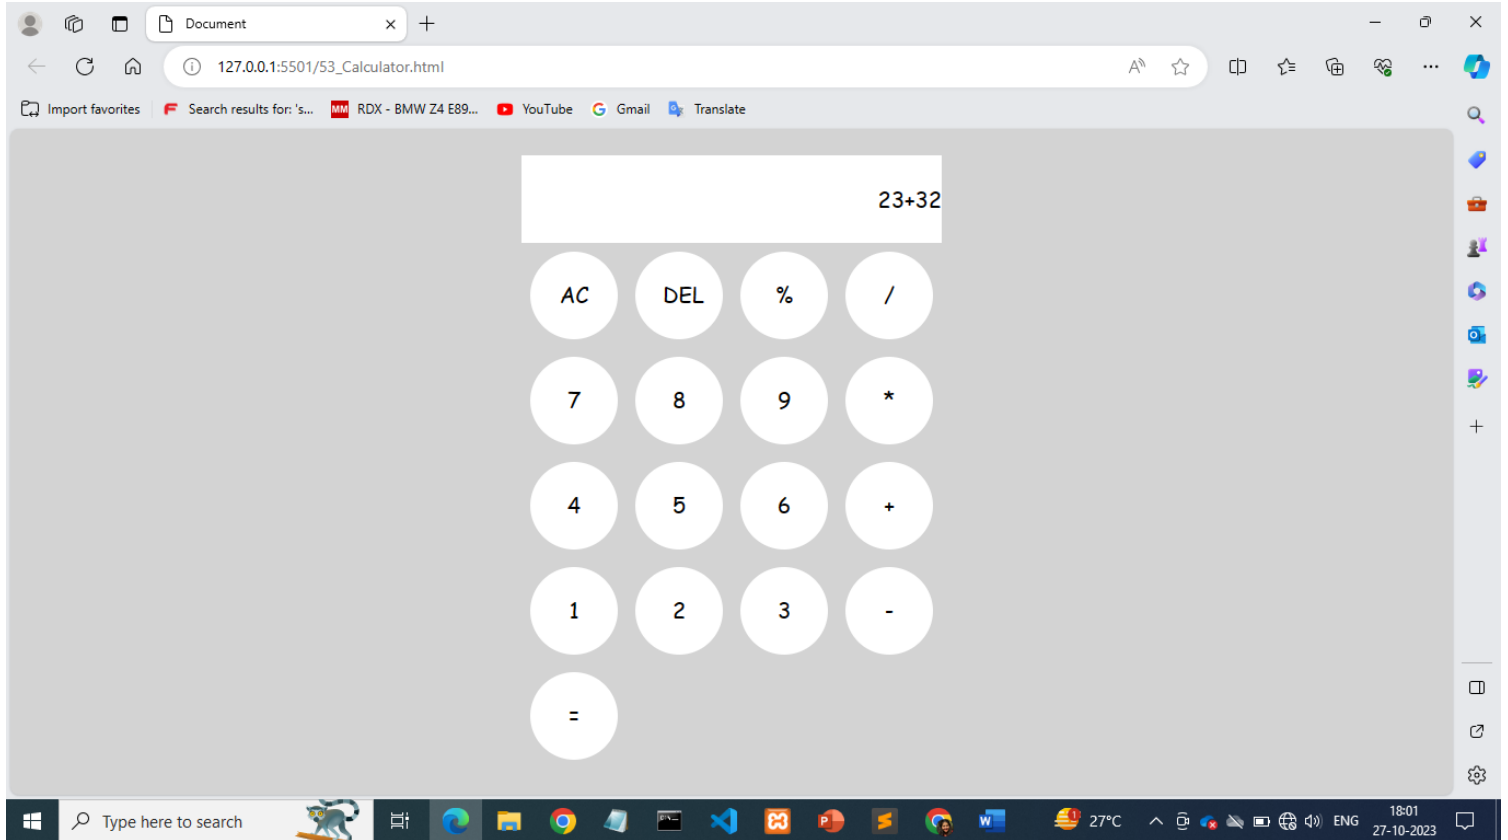 Document
127.0.0.1:5501/53_Calculator.html
Import favorites Search results for: 's... MM RDX - BMW Z4 E89... YouTube Gmail Translate
23+32
AC DEL % /
7 8 9 *
4 5 6 +
1 2 3 -
=
Type here to search 1 27°C ENG 18:01
27-10-2023